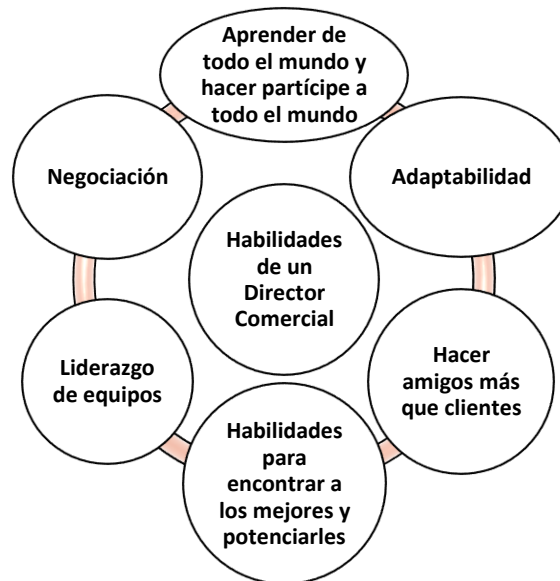 Aprender de
todo el mundo y
hacer partícipe a
todo el mundo
Negociación
Adaptabilidad
Habilidades
de un
Director
Comercial
Liderazgo
de equipos
Hacer
amigos más
que clientes
Habilidades
para
encontrar a
los mejores y
potenciarles